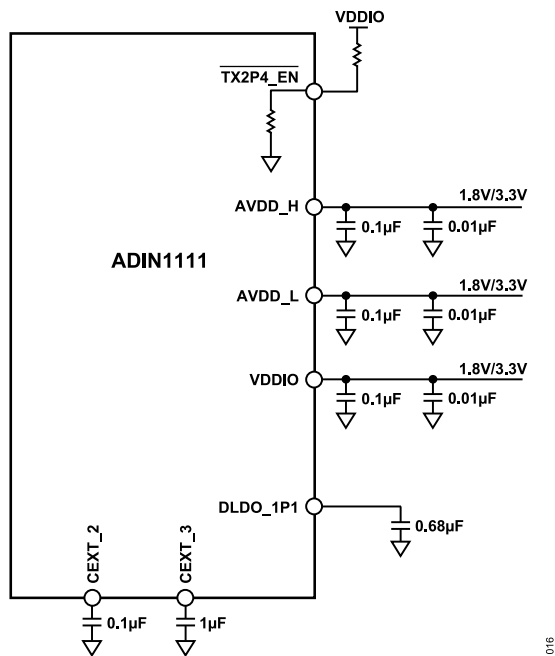 VDDIO
TX2P4_EN
AVDD_H
1.8V/3.3V
0.1µF
0.01µF
ADIN1111
AVDD_L
1.8V/3.3V
0.1µF
0.01µF
VDDIO
1.8V/3.3V
0.1µF
0.01µF
DLDO_1P1
0.68µF
CEXT_2
CEXT_3
0.1µF
1µF
016